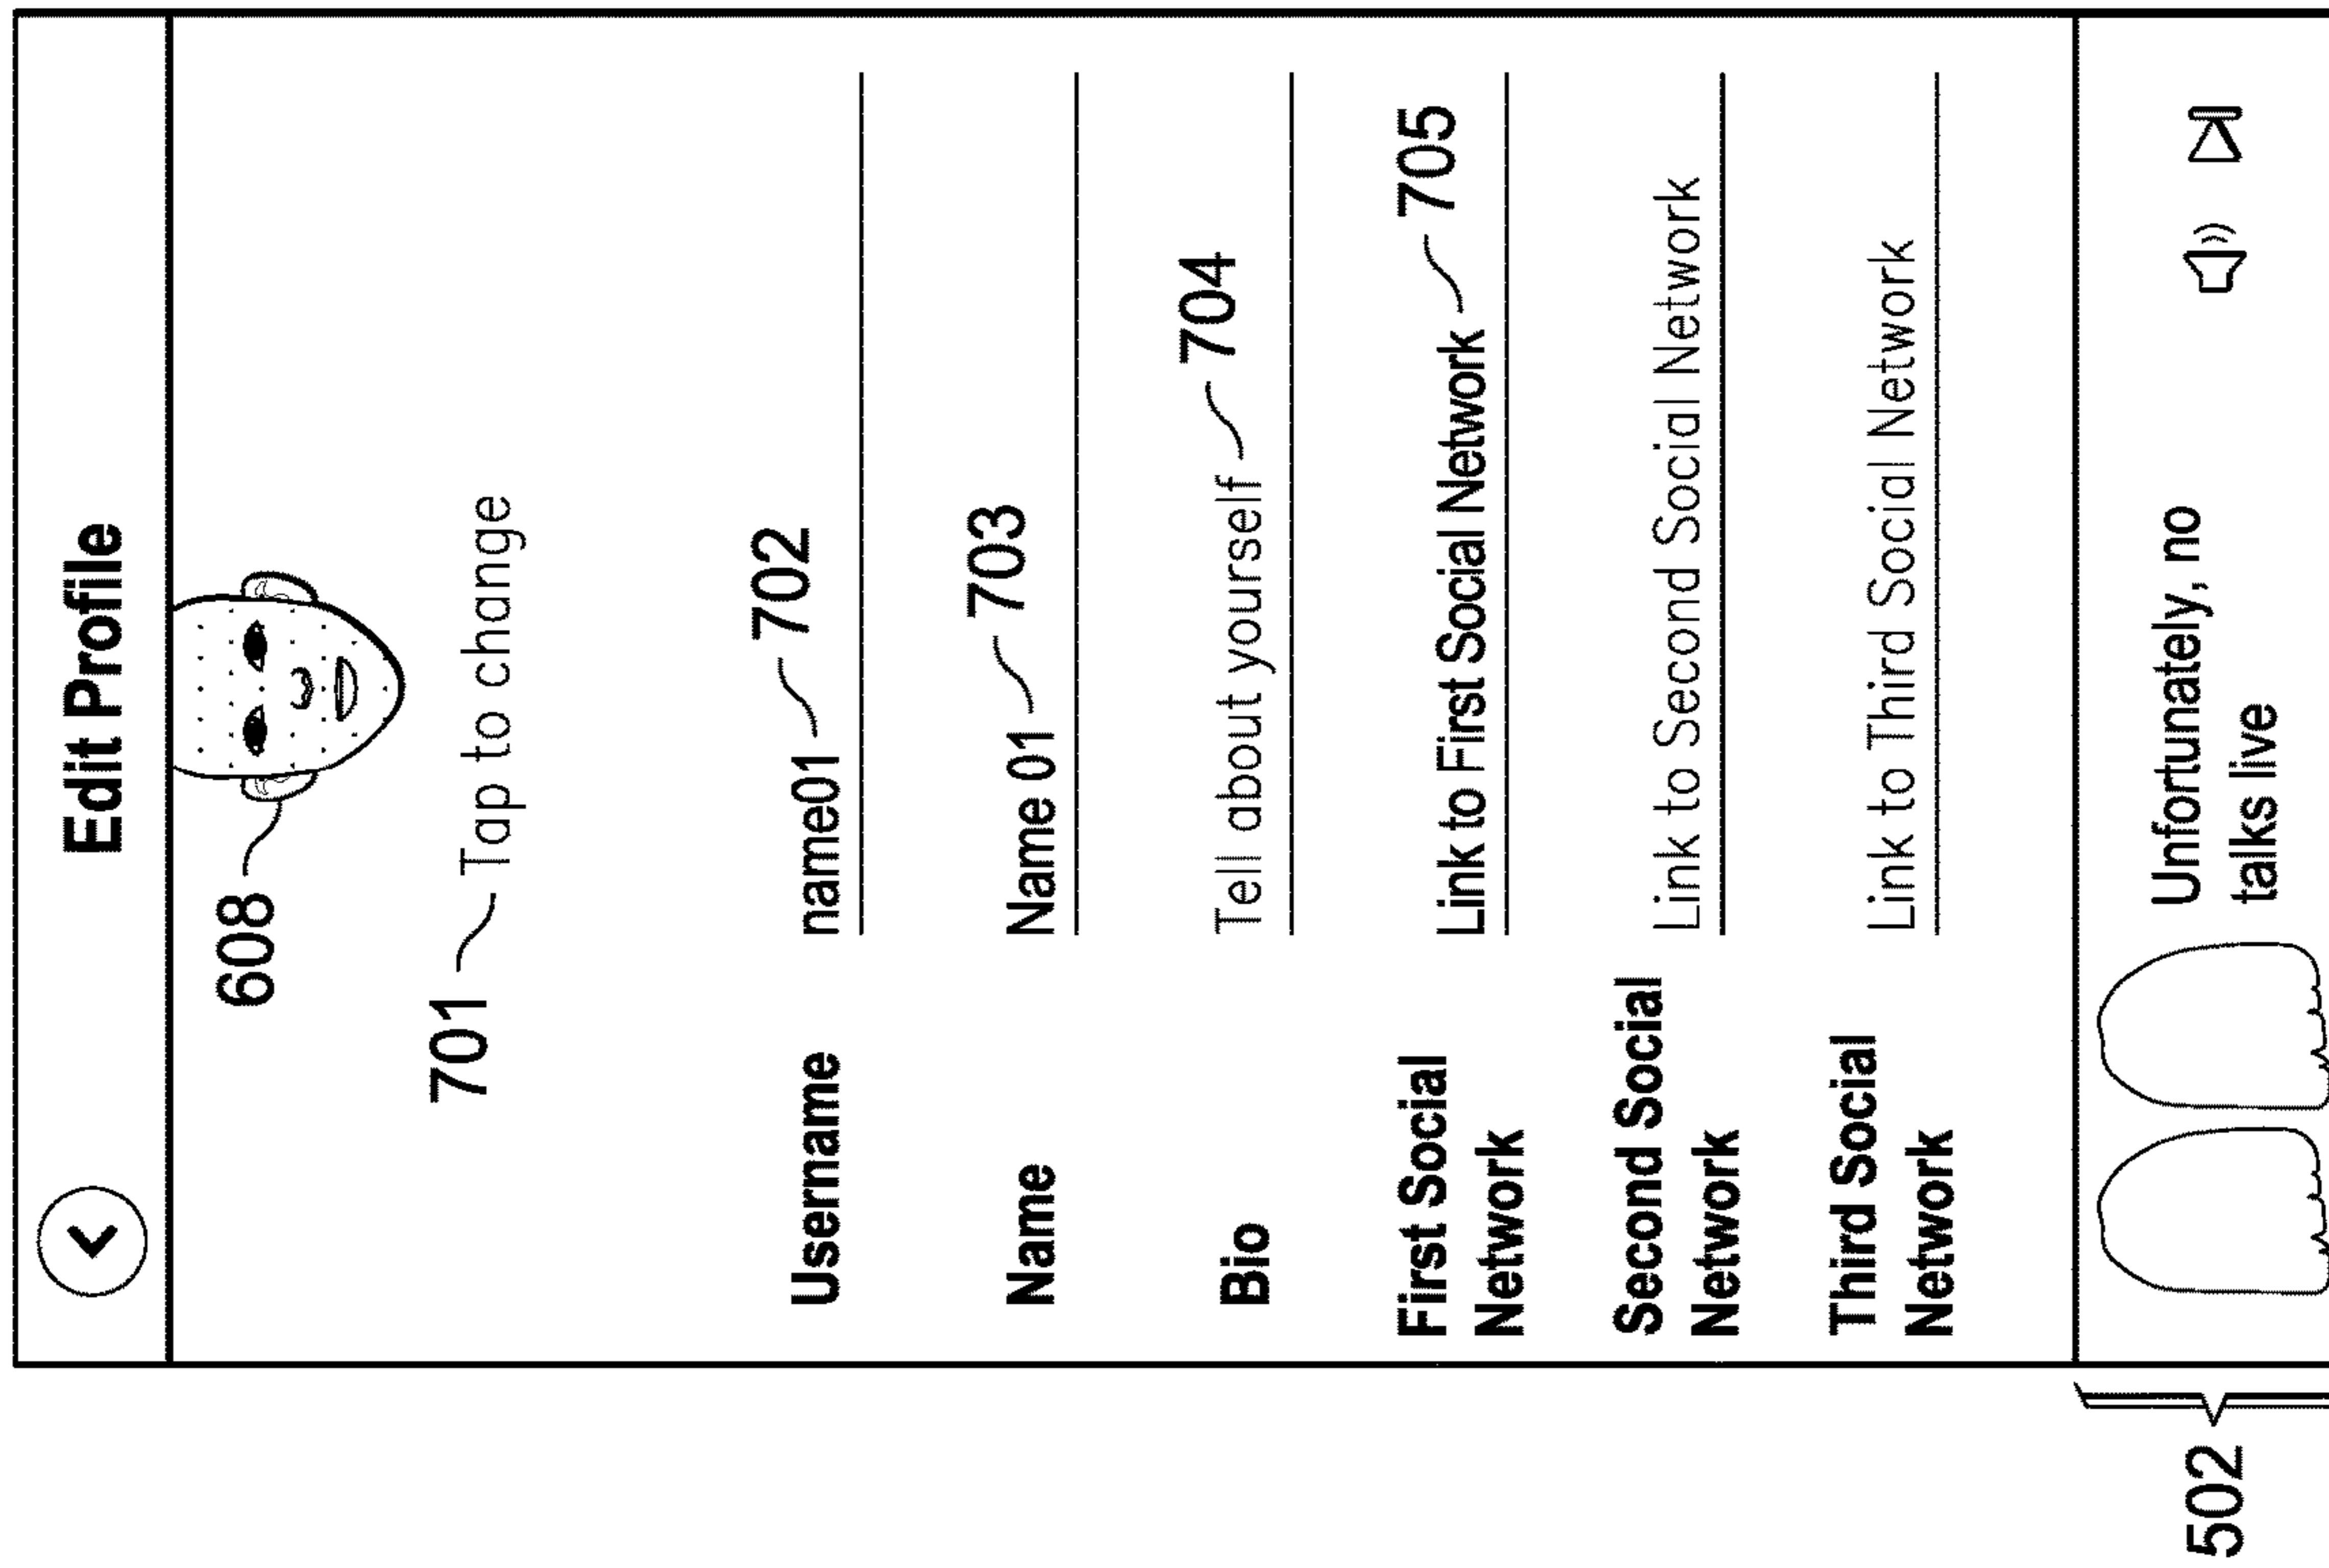 Edit Profile
608
701 Tap to change
Username name01 702
Name Name 01 703
Bio Tell about yourself 704
First Social
Network
Link to First Social Network 705
Second Social
Network
Link to Second Social Network
Third Social
Network
Link to Third Social Network
502
Unfortunately, no
talks live